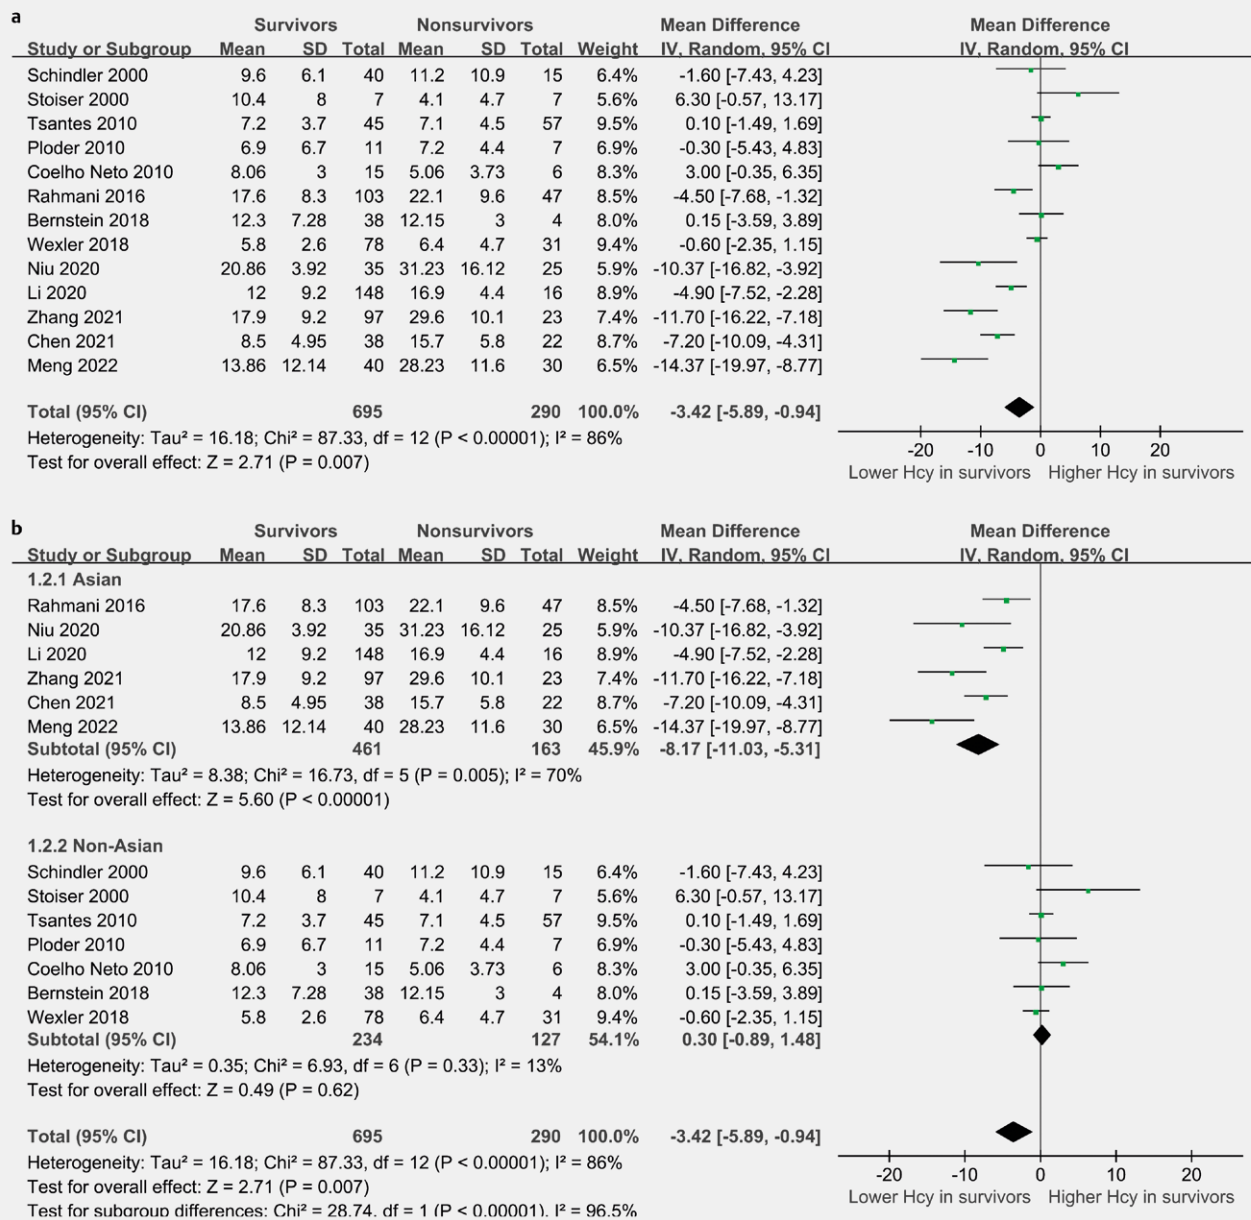 a
Survivors Nonsurvivors Mean Difference Mean Difference
Study or Subgroup Mean SD Total Mean SD Total Weight IV, Random, 95% CI IV, Random, 95% CI
Schindler 2000 9.6 6.1 40 11.2 10.9 15 6.4% -1.60 [-7.43, 4.23]
Stoiser 2000 10.4 8 7 4.1 4.7 7 5.6% 6.30 [-0.57, 13.17]
Tsantes 2010 7.2 3.7 45 7.1 4.5 57 9.5% 0.10 [-1.49, 1.69]
Ploder 2010 6.9 6.7 11 7.2 4.4 7 6.9% -0.30 [-5.43, 4.83]
Coelho Neto 2010 8.06 3 15 5.06 3.73 6 8.3% 3.00 [-0.35, 6.35]
Rahmani 2016 17.6 8.3 103 22.1 9.6 47 8.5% -4.50 [-7.68, -1.32]
Bernstein 2018 12.3 7.28 38 12.15 3 4 8.0% 0.15 [-3.59, 3.89]
Wexler 2018 5.8 2.6 78 6.4 4.7 31 9.4% -0.60 [-2.35, 1.15]
Niu 2020 20.86 3.92 35 31.23 16.12 25 5.9% -10.37 [-16.82, -3.92]
Li 2020 12 9.2 148 16.9 4.4 16 8.9% -4.90 [-7.52, -2.28]
Zhang 2021 17.9 9.2 97 29.6 10.1 23 7.4% -11.70 [-16.22, -7.18]
Chen 2021 8.5 4.95 38 15.7 5.8 22 8.7% -7.20 [-10.09, -4.31]
Meng 2022 13.86 12.14 40 28.23 11.6 30 6.5% -14.37 [-19.97, -8.77]
Total (95% CI) 695 290 100.0% -3.42 [-5.89, -0.94]
Heterogeneity: Tau² = 16.18; Chi² = 87.33, df = 12 (P < 0.00001); I² = 86%
Test for overall effect: Z = 2.71 (P = 0.007)
-20 -10 0 10 20
Lower Hcy in survivors Higher Hcy in survivors
b
Survivors Nonsurvivors Mean Difference Mean Difference
Study or Subgroup Mean SD Total Mean SD Total Weight IV, Random, 95% CI IV, Random, 95% CI
1.2.1 Asian
Rahmani 2016 17.6 8.3 103 22.1 9.6 47 8.5% -4.50 [-7.68, -1.32]
Niu 2020 20.86 3.92 35 31.23 16.12 25 5.9% -10.37 [-16.82, -3.92]
Li 2020 12 9.2 148 16.9 4.4 16 8.9% -4.90 [-7.52, -2.28]
Zhang 2021 17.9 9.2 97 29.6 10.1 23 7.4% -11.70 [-16.22, -7.18]
Chen 2021 8.5 4.95 38 15.7 5.8 22 8.7% -7.20 [-10.09, -4.31]
Meng 2022 13.86 12.14 40 28.23 11.6 30 6.5% -14.37 [-19.97, -8.77]
Subtotal (95% CI) 461 163 45.9% -8.17 [-11.03, -5.31]
Heterogeneity: Tau² = 8.38; Chi² = 16.73, df = 5 (P = 0.005); I² = 70%
Test for overall effect: Z = 5.60 (P < 0.00001)
1.2.2 Non-Asian
Schindler 2000 9.6 6.1 40 11.2 10.9 15 6.4% -1.60 [-7.43, 4.23]
Stoiser 2000 10.4 8 7 4.1 4.7 7 5.6% 6.30 [-0.57, 13.17]
Tsantes 2010 7.2 3.7 45 7.1 4.5 57 9.5% 0.10 [-1.49, 1.69]
Ploder 2010 6.9 6.7 11 7.2 4.4 7 6.9% -0.30 [-5.43, 4.83]
Coelho Neto 2010 8.06 3 15 5.06 3.73 6 8.3% 3.00 [-0.35, 6.35]
Bernstein 2018 12.3 7.28 38 12.15 3 4 8.0% 0.15 [-3.59, 3.89]
Wexler 2018 5.8 2.6 78 6.4 4.7 31 9.4% -0.60 [-2.35, 1.15]
Subtotal (95% CI) 234 127 54.1% 0.30 [-0.89, 1.48]
Heterogeneity: Tau² = 0.35; Chi² = 6.93, df = 6 (P = 0.33); I² = 13%
Test for overall effect: Z = 0.49 (P = 0.62)
Total (95% CI) 695 290 100.0% -3.42 [-5.89, -0.94]
Heterogeneity: Tau² = 16.18; Chi² = 87.33, df = 12 (P < 0.00001); I² = 86%
Test for overall effect: Z = 2.71 (P = 0.007)
Test for subgroup differences: Chi² = 28.74, df = 1 (P < 0.00001), I² = 96.5%
-20 -10 0 10 20
Lower Hcy in survivors Higher Hcy in survivors